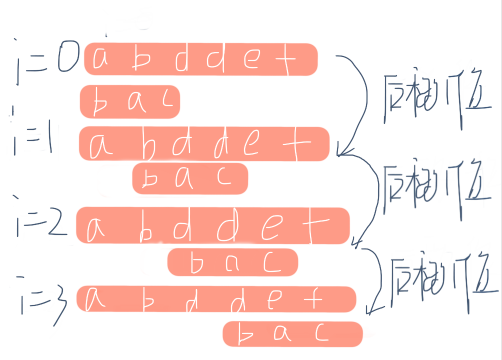 i=0 a b d d e f
b a c
后移1位
i=1 a b d d e f
b a c
后移1位
i=2 a b d d e f
b a c
后移1位
i=3 a b d d e f
b a c